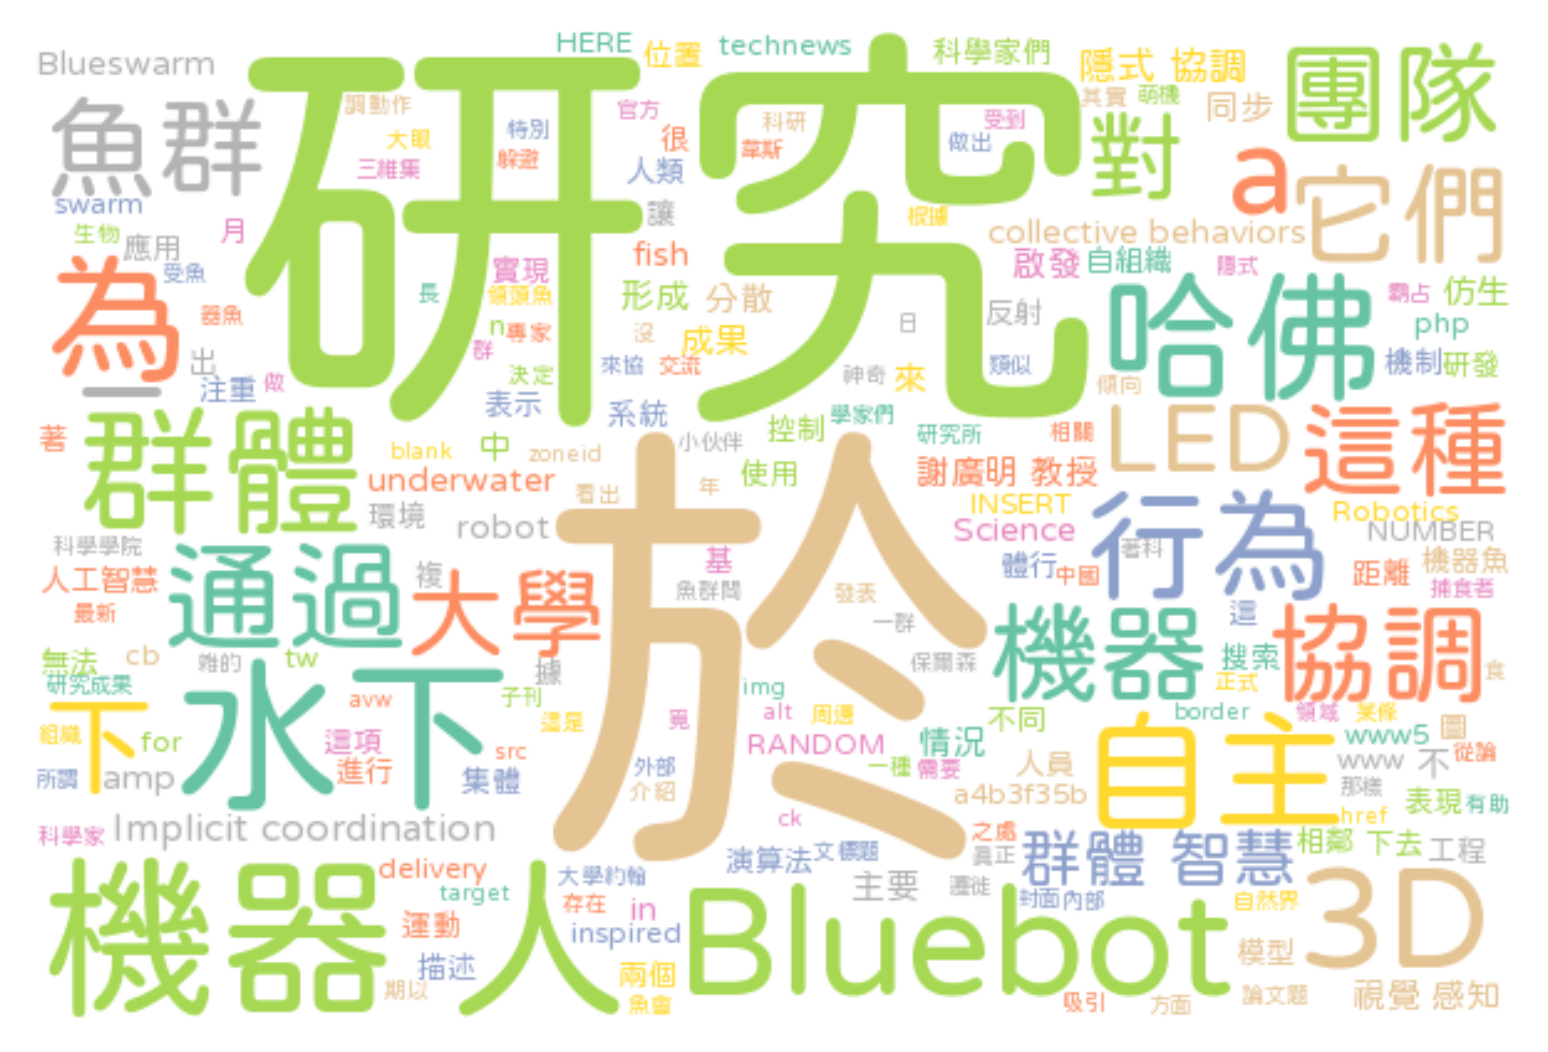 HERE
位置
technews
科學家們
隱式 協調
團隊
Blueswarm
研究
魚群
調動作
官方
其實
萌機
同步
大眼
特別
很
科研
受到
做出
對
三維集
躲避
人類
韋斯
a
它們
swarm
讓
根據
生物
應用
月
collective behaviors
為
受魚
實現
fish
啟發
自組織
隱式
長
領頭魚
形成
分散
哈佛
霸占
仿生
器魚
n
專家
沒
成果
日
反射
php
出
群
來協
交流
類似
機制
研發
注重
做
決定
神奇
來
傾向
一
表示
系統
學家們
著
群體
中
小伙伴
控制
研究所
相關
LED
這種
blank
zoneid
於
underwater
看出
年
使用
謝廣明 教授
環境
robot
INSERT
行為
Robotics
Science
NUMBER
科學學院
通過
複
大學
基
著科
體行
中國
距離
機器魚
人工智慧
魚群間
發表
捕食者
最新
一群
機器
這
協調
無法
cb
雜的
tw
據
保爾森
搜索
研究成果
水下
avw
子刊
img
正式
食
下
組織
for
這項
還是
覓
alt
周邊
不同
border
領域
某條
src
RANDOM
情況
自主
www5
圖
所謂
amp
進行
集體
外部
一種
需要
人員
www
不
從論
介紹
a4b3f35b
那樣
科學家
Implicit coordination
ck
之處
href
表現
有助
機器人
delivery
演算法
文標題
真正
群體 智慧
相鄰
下去
工程
target
大學約翰
主要
遷徙
3D
存在
in
Bluebot
封面
內部
自然界
運動
inspired
描述
兩個
模型
期以
魚會
吸引
方面
論文題
視覺 感知